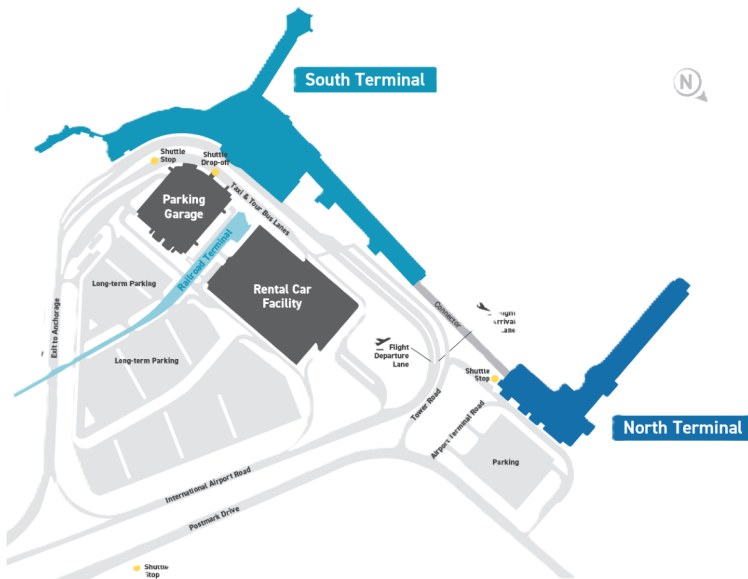 South Terminal
N
Shuttle
Stop
Shuttle
Drop-off
Taxi & Tour Bus Lanes
Parking
Garage
Railroad Terminal
Long-term Parking
Rental Car
Facility
Connector
Exit to Anchorage
Long-term Parking
Flight
Departure
Lane
Shuttle
Stop
Tower Road
Airport Terminal Road
North Terminal
Parking
International Airport Road
Postmark Drive
Shuttle
Stop